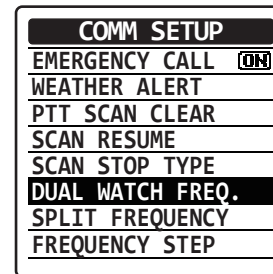 COMM SETUP
EMERGENCY CALL ON
WEATHER ALERT
PTT SCAN CLEAR
SCAN RESUME
SCAN STOP TYPE
DUAL WATCH FREQ.
SPLIT FREQUENCY
FREQUENCY STEP